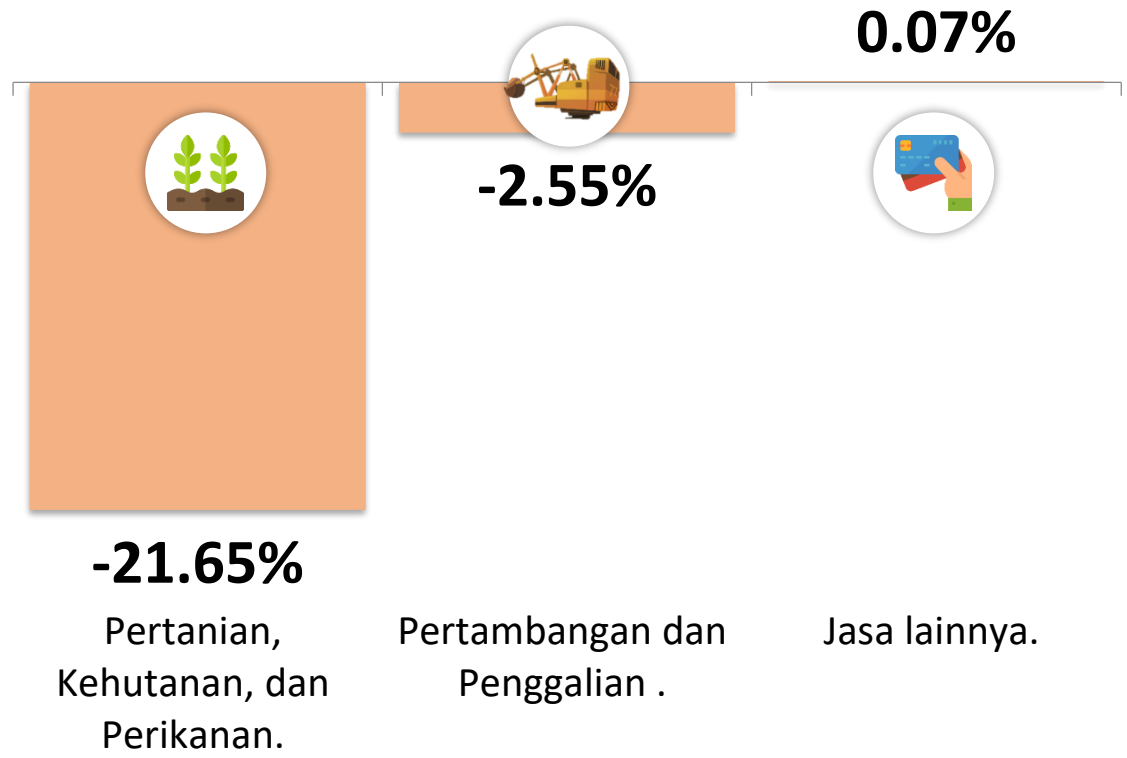 0.07%
-2.55%
-21.65%
Pertanian,
Kehutanan, dan
Perikanan.
Pertambangan dan
Penggalian .
Jasa lainnya.